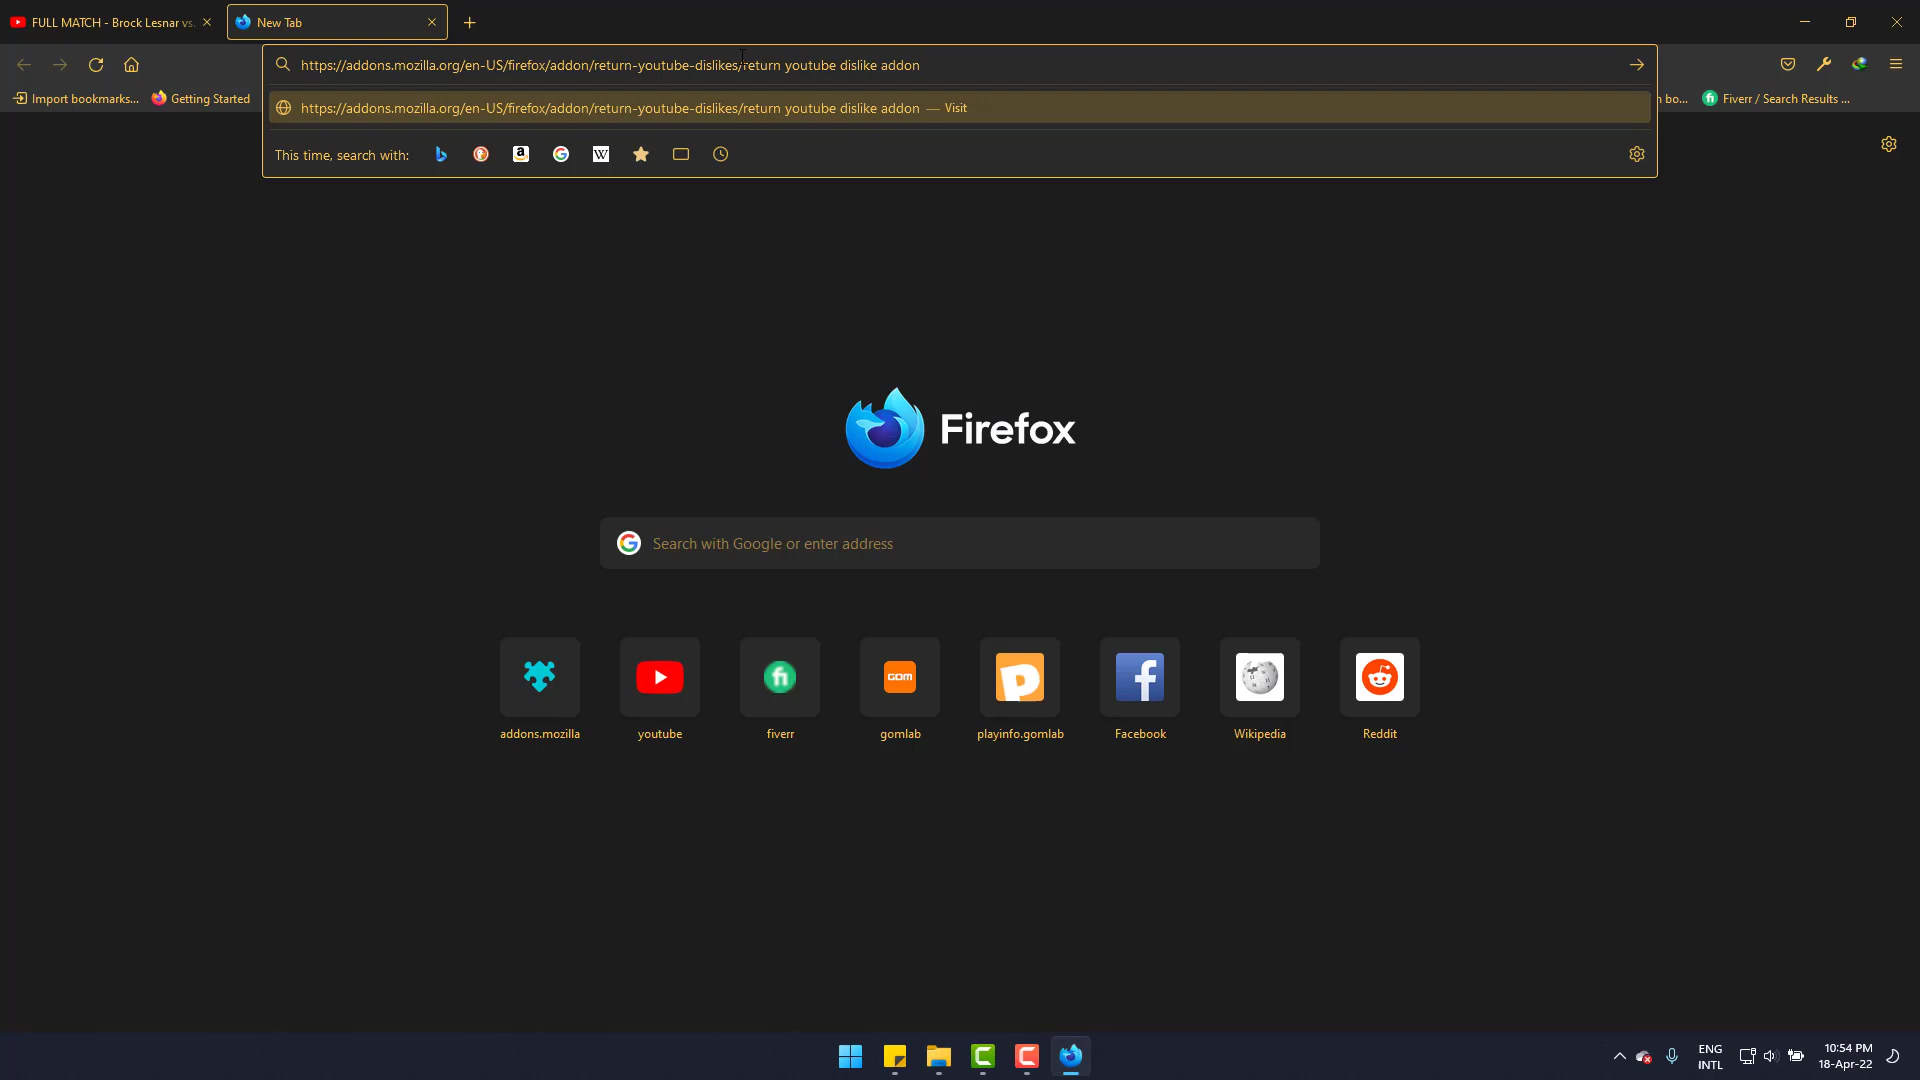 FULL MATCH - Brock Lesnar vs.
New Tab
https://addons.mozilla.org/en-US/firefox/addon/return-youtube-dislikes/return youtube dislike addon
Import bookmarks...
Getting Started
https://addons.mozilla.org/en-US/firefox/addon/return-youtube-dislikes/return youtube dislike addon — Visit
n bo...
Fiverr / Search Results ...
This time, search with:
Firefox
Search with Google or enter address
GOM
addons.mozilla
youtube
fiverr
gomlab
playinfo.gomlab
Facebook
Wikipedia
Reddit
ENG
INTL
10:54 PM
18-Apr-22